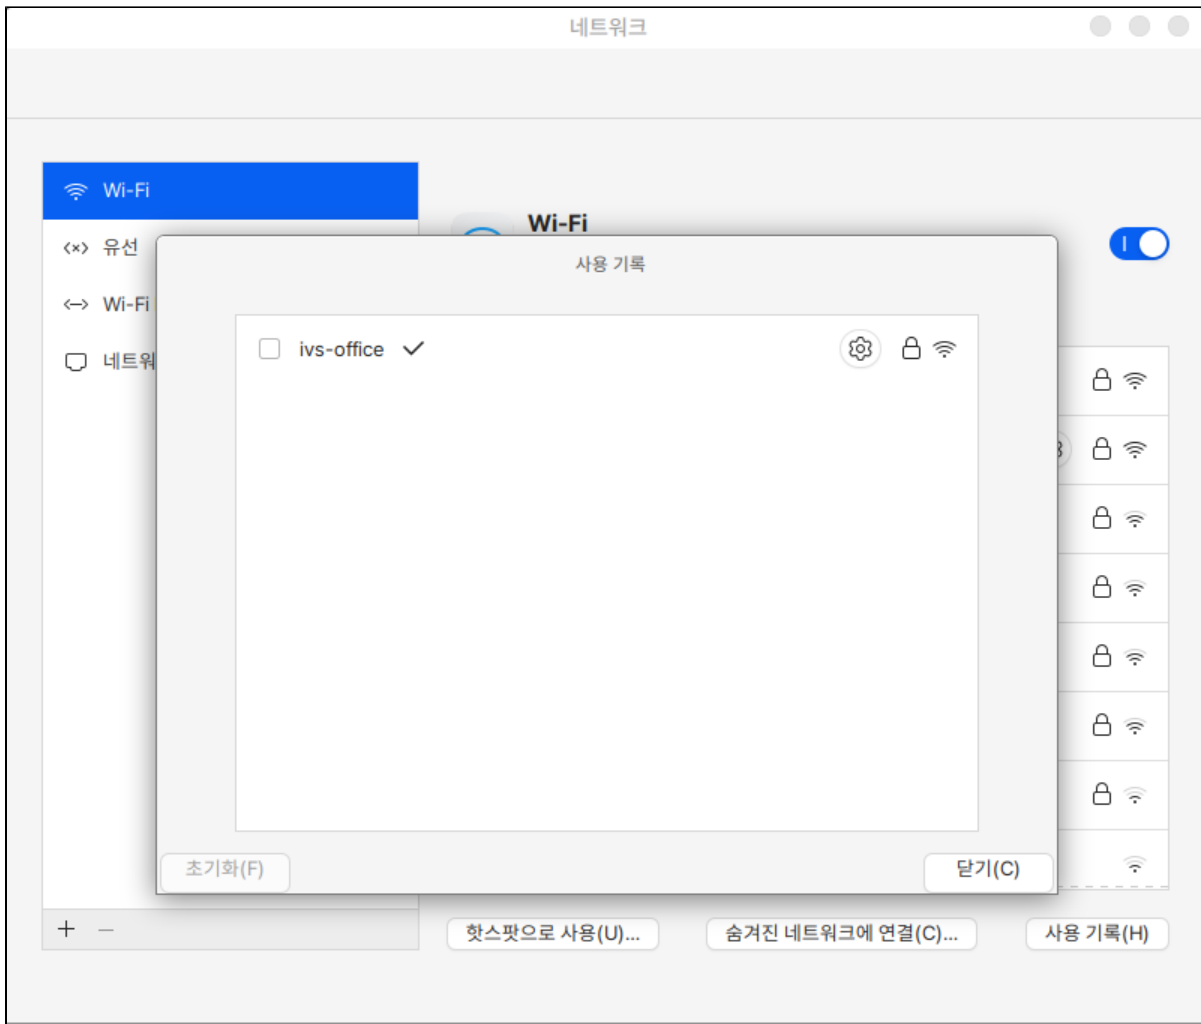 네트워크
Wi-Fi
유선
Wi-Fi
네트워
Wi-Fi
사용 기록
ivs-office
초기화(F)
닫기(C)
핫스팟으로 사용(U)...
숨겨진 네트워크에 연결(C)...
사용 기록(H)